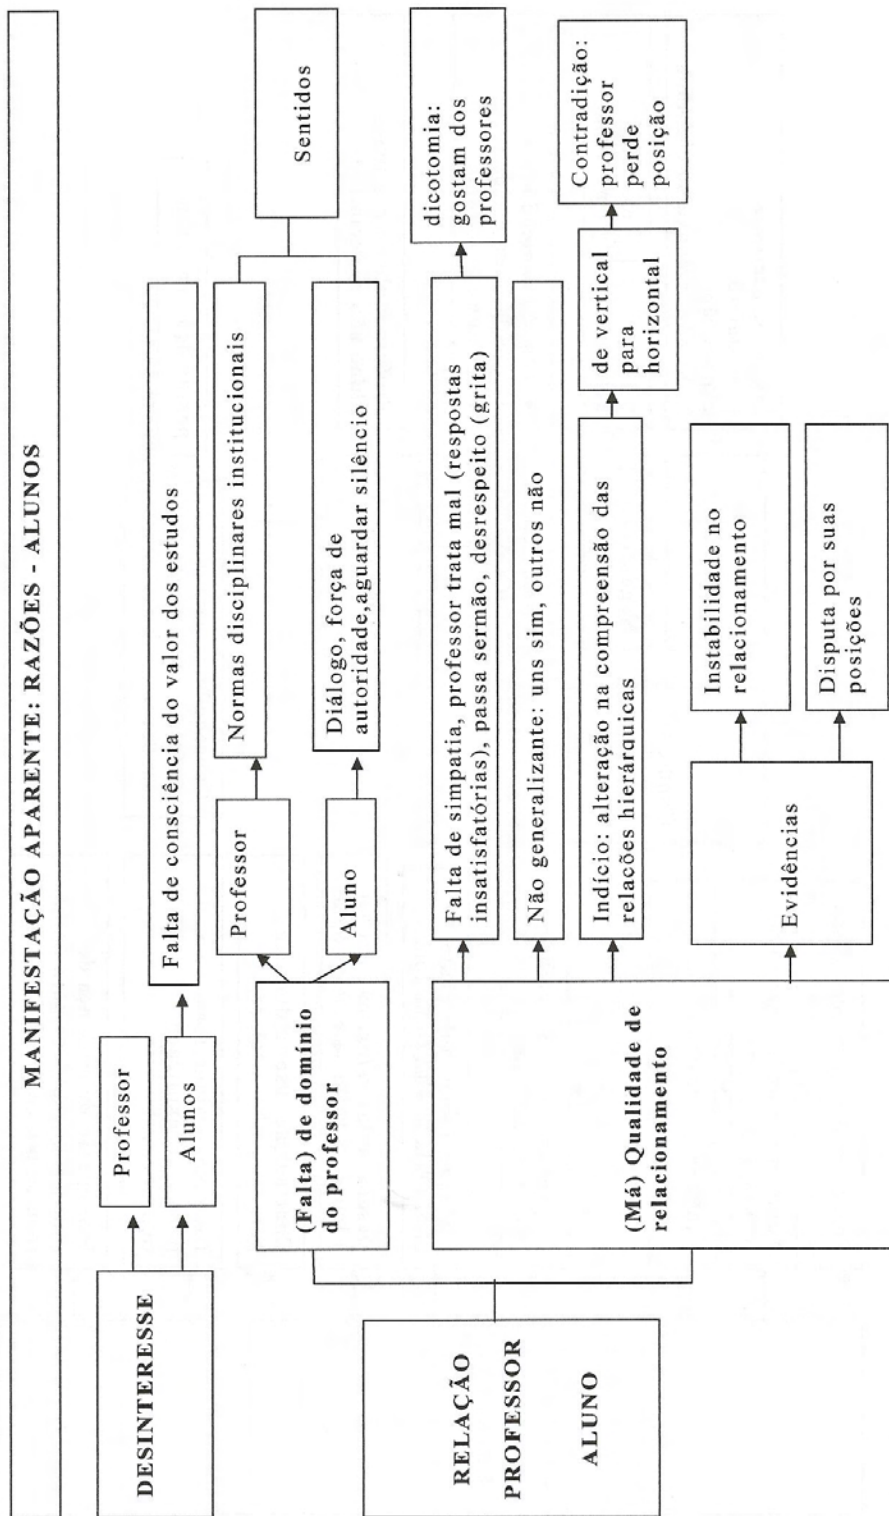 MANIFESTAÇÃO APARENTE: RAZÕES - ALUNOS
DESINTERESSE
Professor
Alunos
Falta de consciência do valor dos estudos
RELAÇÃO
PROFESSOR
ALUNO
(Falta) de domínio
do professor
Professor
Normas disciplinares institucionais
Aluno
Diálogo, força de
autoridade,aguardar silêncio
Sentidos
(Má) Qualidade de
relacionamento
Falta de simpatia, professor trata mal (respostas
insatisfatórias), passa sermão, desrespeito (grita)
dicotomia:
gostam dos
professores
Não generalizante: uns sim, outros não
Indício: alteração na compreensão das
relações hierárquicas
de vertical
para
horizontal
Contradição:
professor
perde
posição
Evidências
Instabilidade no
relacionamento
Disputa por suas
posições